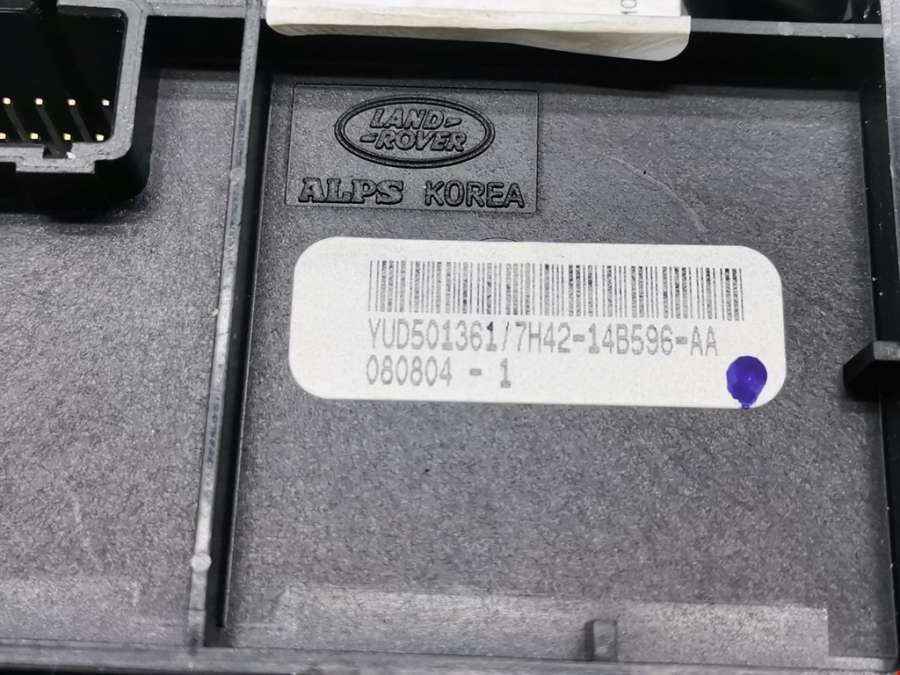 LAND-
-ROVER
ALPS KOREA
YUD501361/7H42-14B596-AA
080804 - 1